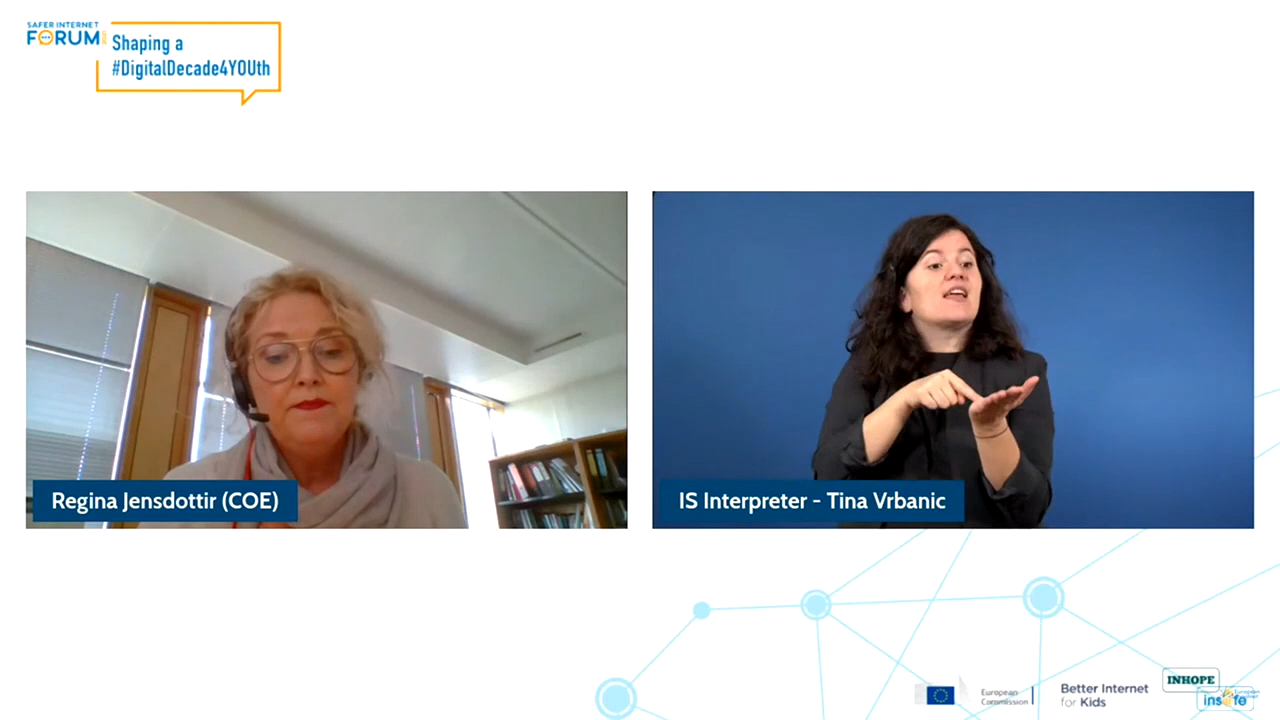 SAFER INTERNET
FORUM
Shaping a
#DigitalDecade4YOUth
Regina Jensdottir (COE)
IS Interpreter - Tina Vrbanic
European
Commission
Better Internet
for Kids
INHOPE
insafe